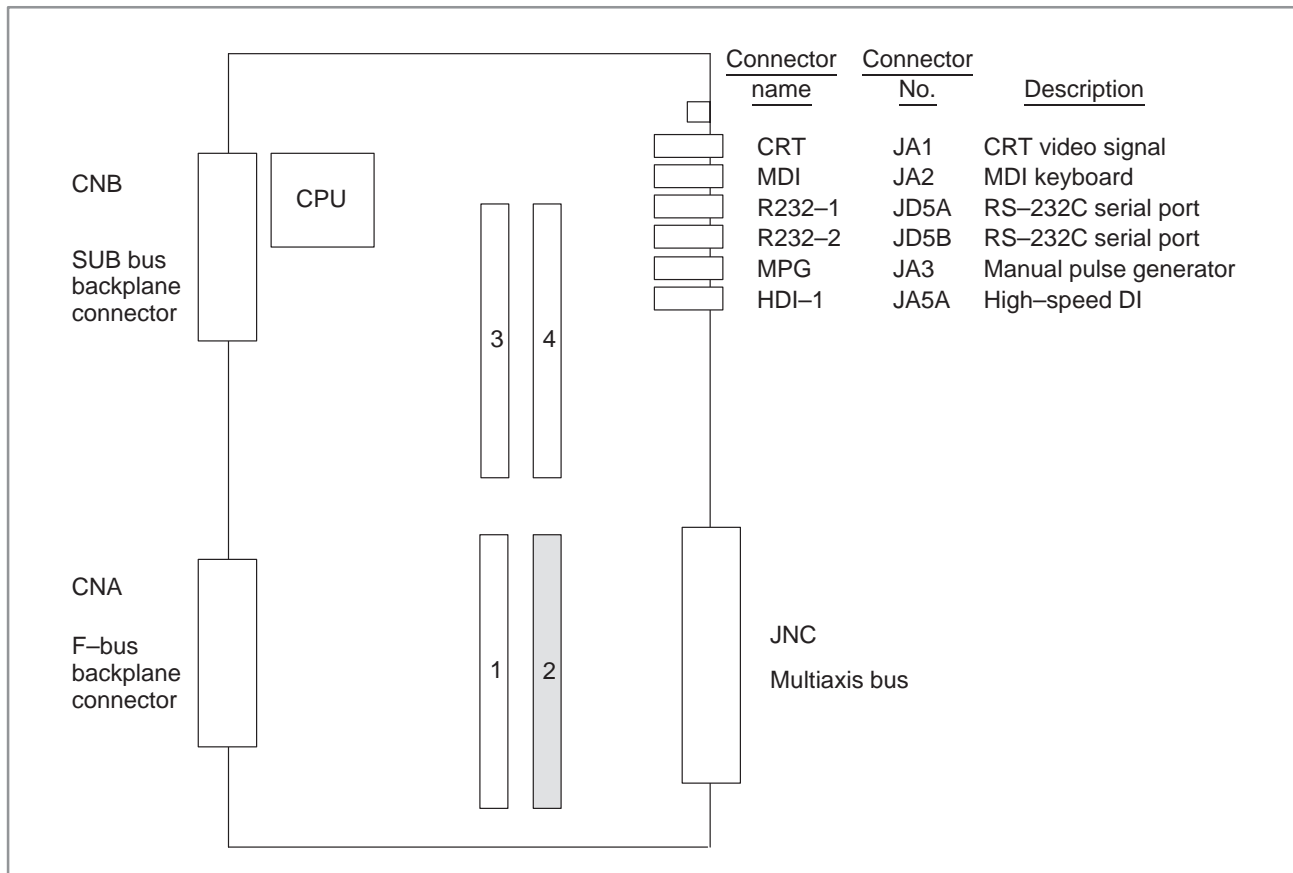 Connector Connector
name No. Description
CRT JA1 CRT video signal
MDI JA2 MDI keyboard
R232–1 JD5A RS–232C serial port
R232–2 JD5B RS–232C serial port
MPG JA3 Manual pulse generator
HDI–1 JA5A High–speed DI
CNB
SUB bus
backplane
connector
CPU
3 4
CNA
F–bus
backplane
connector
1 2
JNC
Multiaxis bus